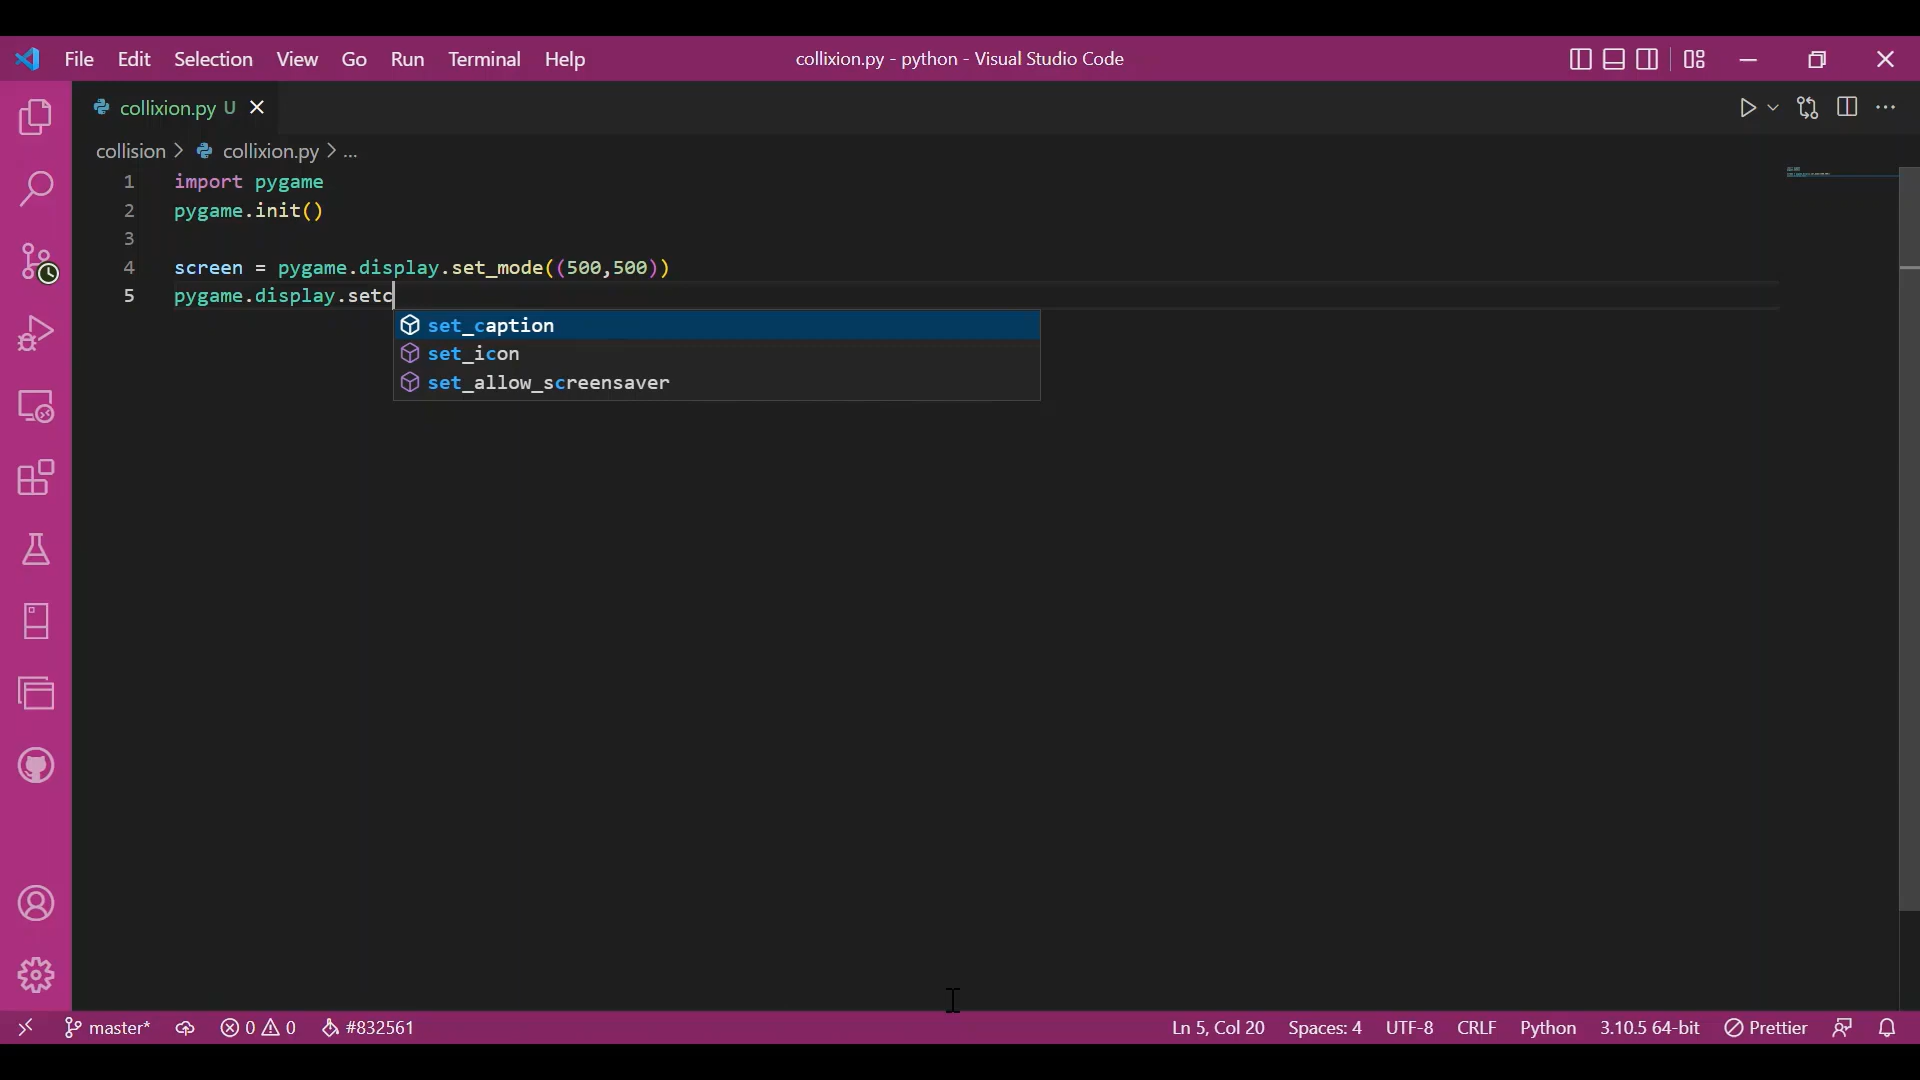 File Edit Selection View Go Run Terminal Help collixion.py - python - Visual Studio Code
collixion.py U
collision > collixion.py > ...
1 import pygame
2 pygame.init()
3
4 screen = pygame.display.set_mode((500,500))
5 pygame.display.setc
set_caption
set_icon
set_allow_screensaver
master* 0 0 #832561 Ln 5, Col 20 Spaces: 4 UTF-8 CRLF Python 3.10.5 64-bit Prettier